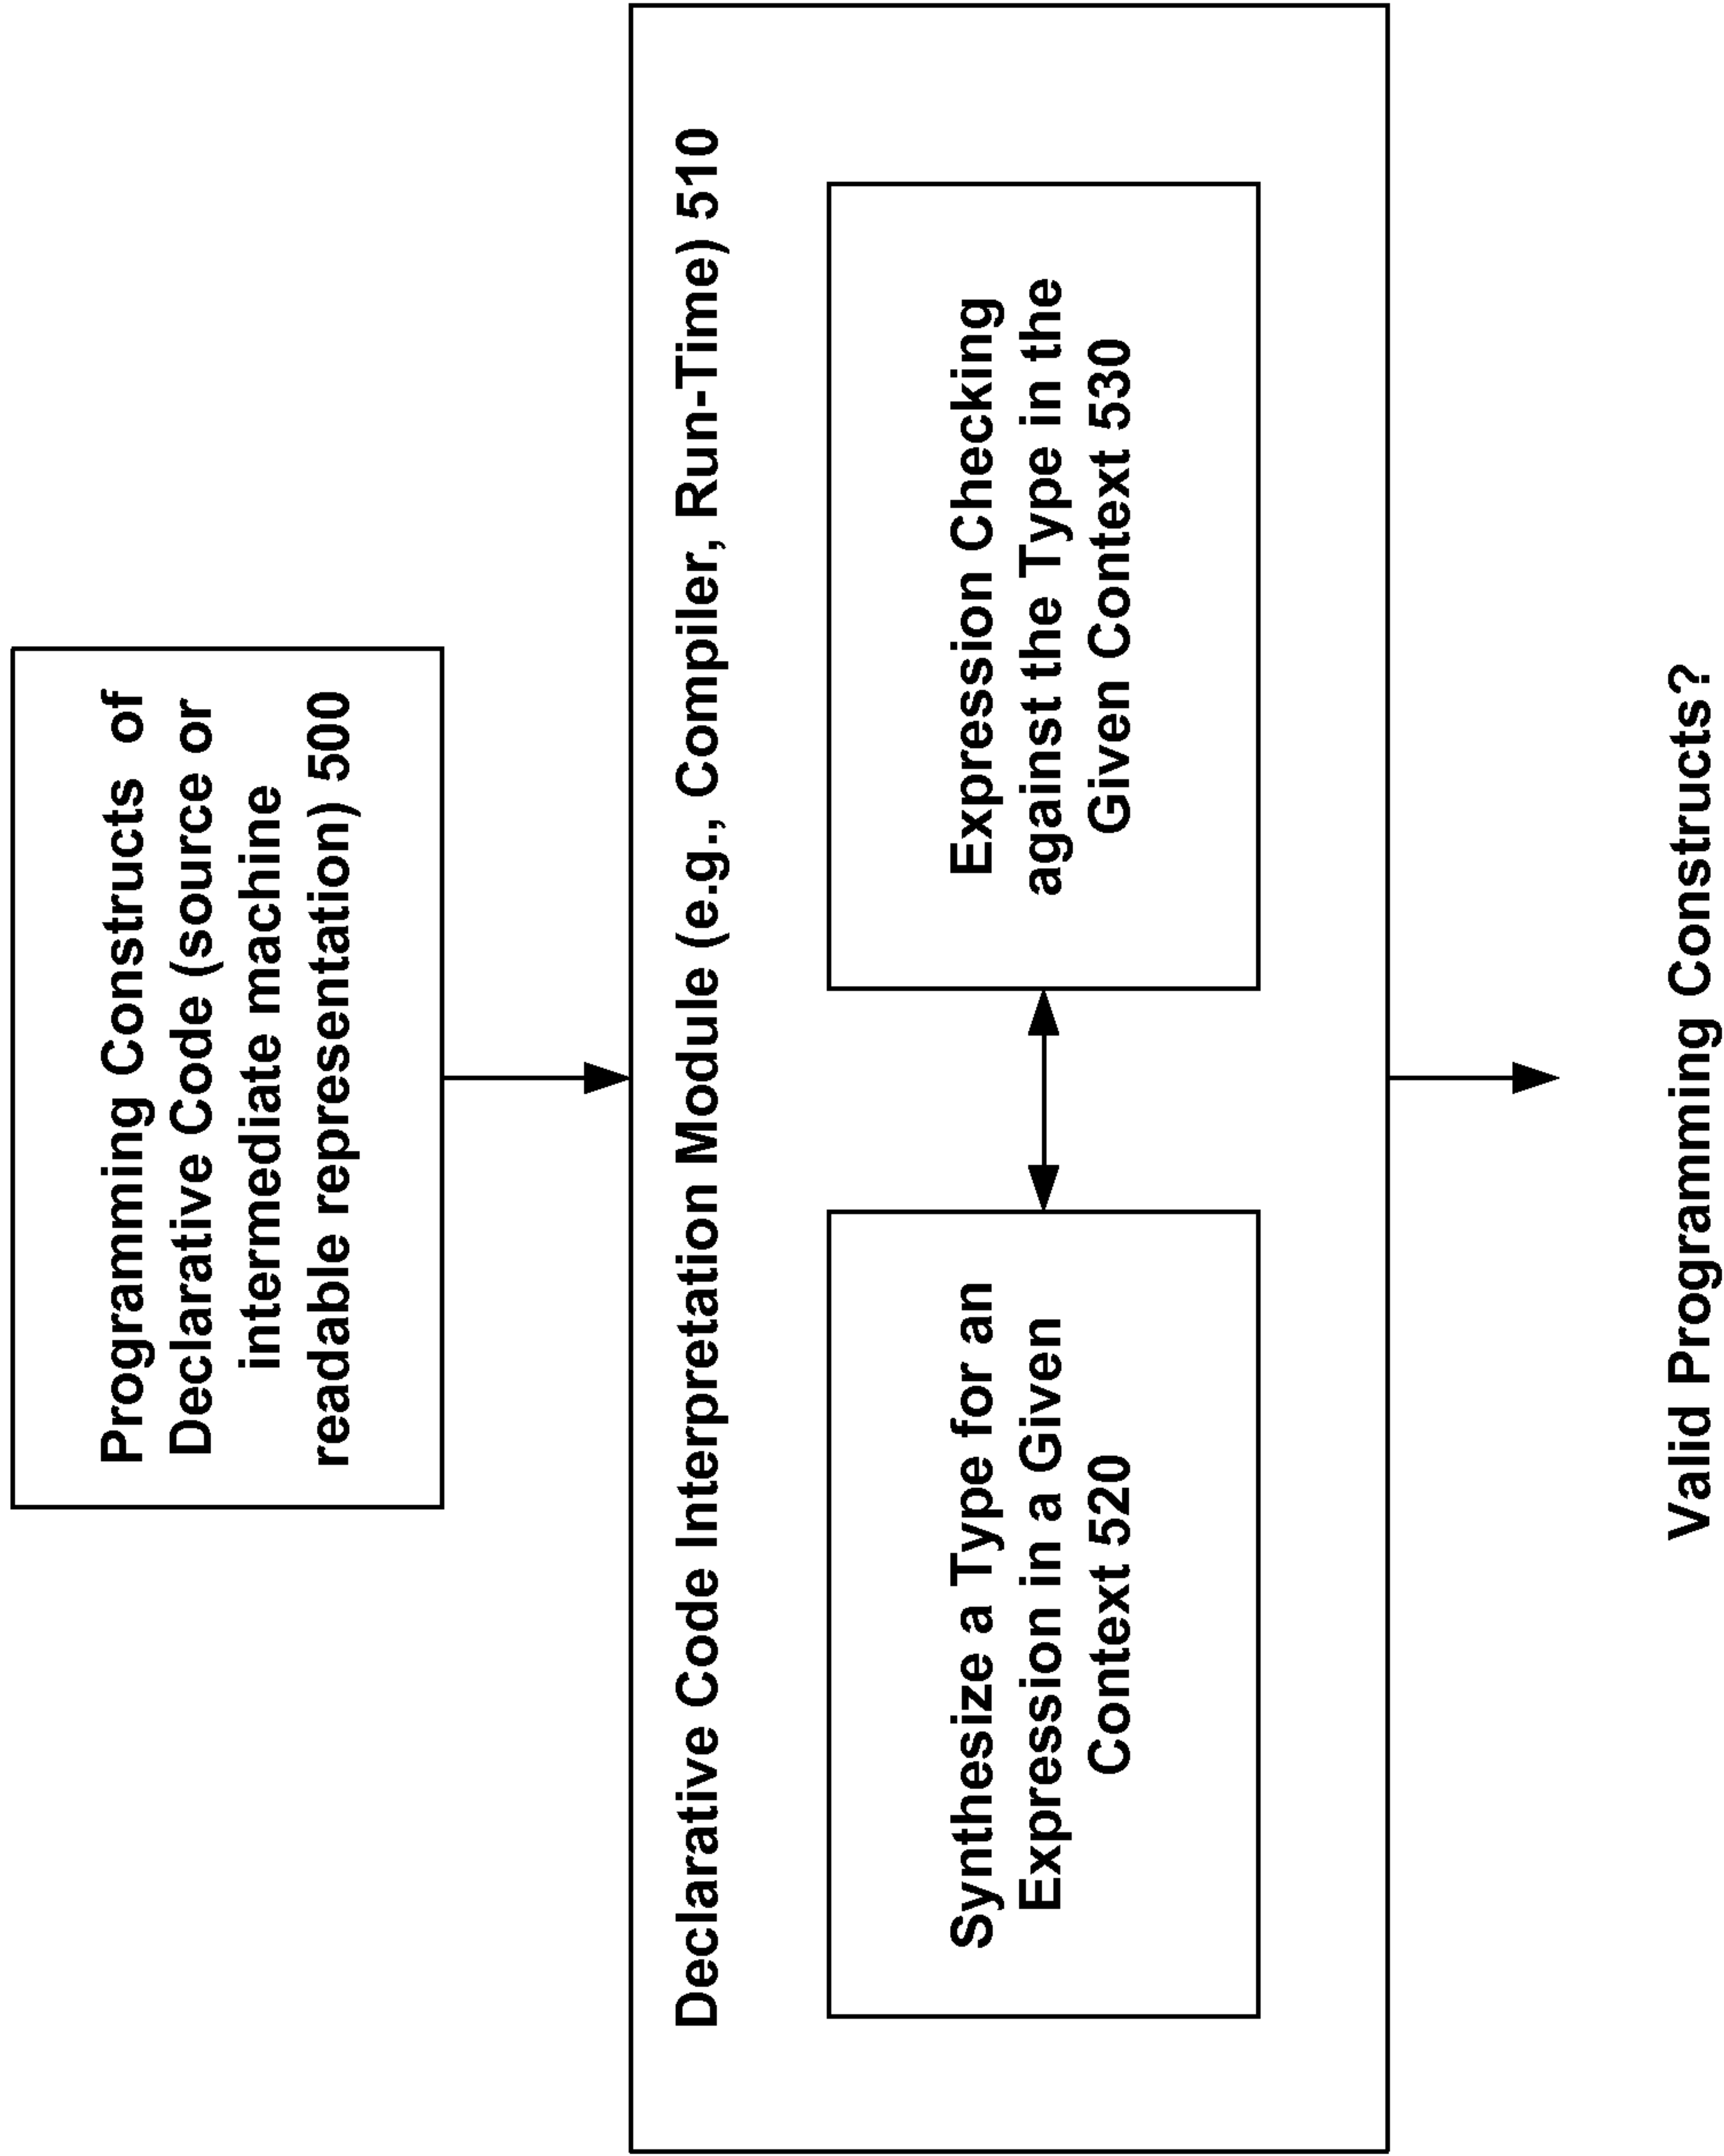 Programming Constructs of
Declarative Code (source or
intermediate machine
readable representation) 500
Declarative Code Interpretation Module (e.g., Compiler, Run-Time) 510
Synthesize a Type for an
Expression in a Given
Context 520
Expression Checking
against the Type in the
Given Context 530
Valid Programming Constructs?